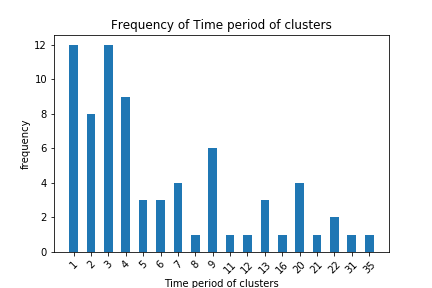 Frequency of Time period of clusters
12
10
8
6
4
2
0
frequency
1 2 3 4 5 6 7 8 9 11 12 13 16 20 21 22 31 35
Time period of clusters